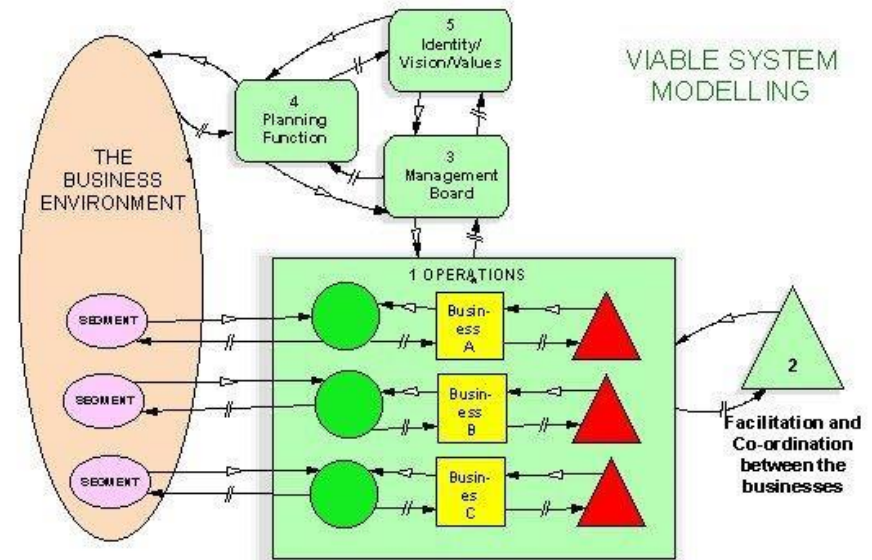 VIABLE SYSTEM
MODELLING
5
Identity/
Vision/Values
4
Planning
Function
3
Management
Board
THE
BUSINESS
ENVIRONMENT
1 OPERATIONS
SEGMENT
Busin-
ess
A
SEGMENT
Busin-
es s
B
SEGMENT
Busin-
es
C
2
Facilitation and
Co-ordination
between the
businesses